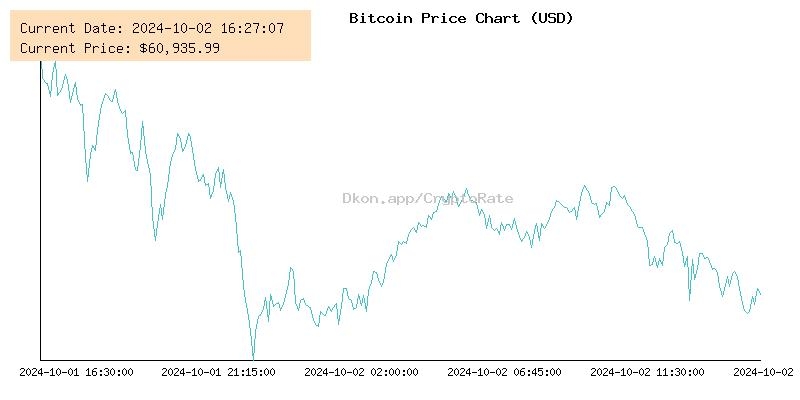 Bitcoin Price Chart (USD)
Current Date: 2024-10-02 16:27:07
Current Price: $60,935.99
Dkon.app/CryptoRate
2024-10-01 16:30:00
2024-10-01 21:15:00
2024-10-02 02:00:00
2024-10-02 06:45:00
2024-10-02 11:30:00
2024-10-02